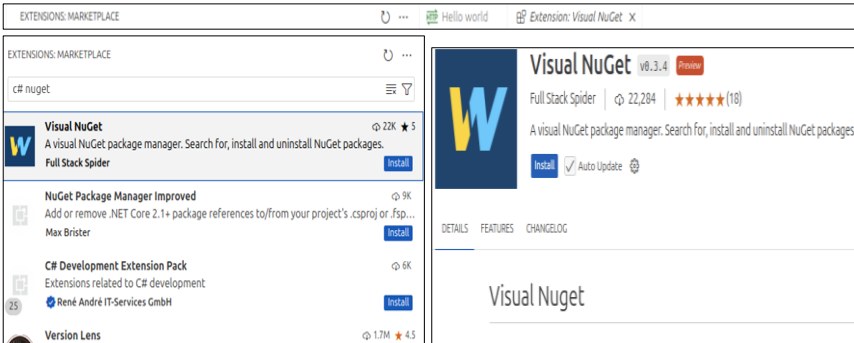 EXTENSIONS: MARKETPLACE
Hello world
Extension: Visual NuGet
EXTENSIONS: MARKETPLACE
c# nuget
Visual NuGet 22K ★ 5
A visual NuGet package manager. Search for, install and uninstall NuGet packages.
Full Stack Spider Install
NuGet Package Manager Improved 9K
Add or remove .NET Core 2.1+ package references to/from your project's .csproj or .fsp...
Max Brister Install
C# Development Extension Pack 6K
Extensions related to C# development
25 René André IT-Services GmbH Install
Version Lens 1.7M ★ 4.5
Visual NuGet v0.3.4 Preview
Full Stack Spider | 22,284 | ★★★★★(18)
A visual NuGet package manager. Search for, install and uninstall NuGet packages
Install Auto Update
DETAILS FEATURES CHANGELOG
Visual Nuget